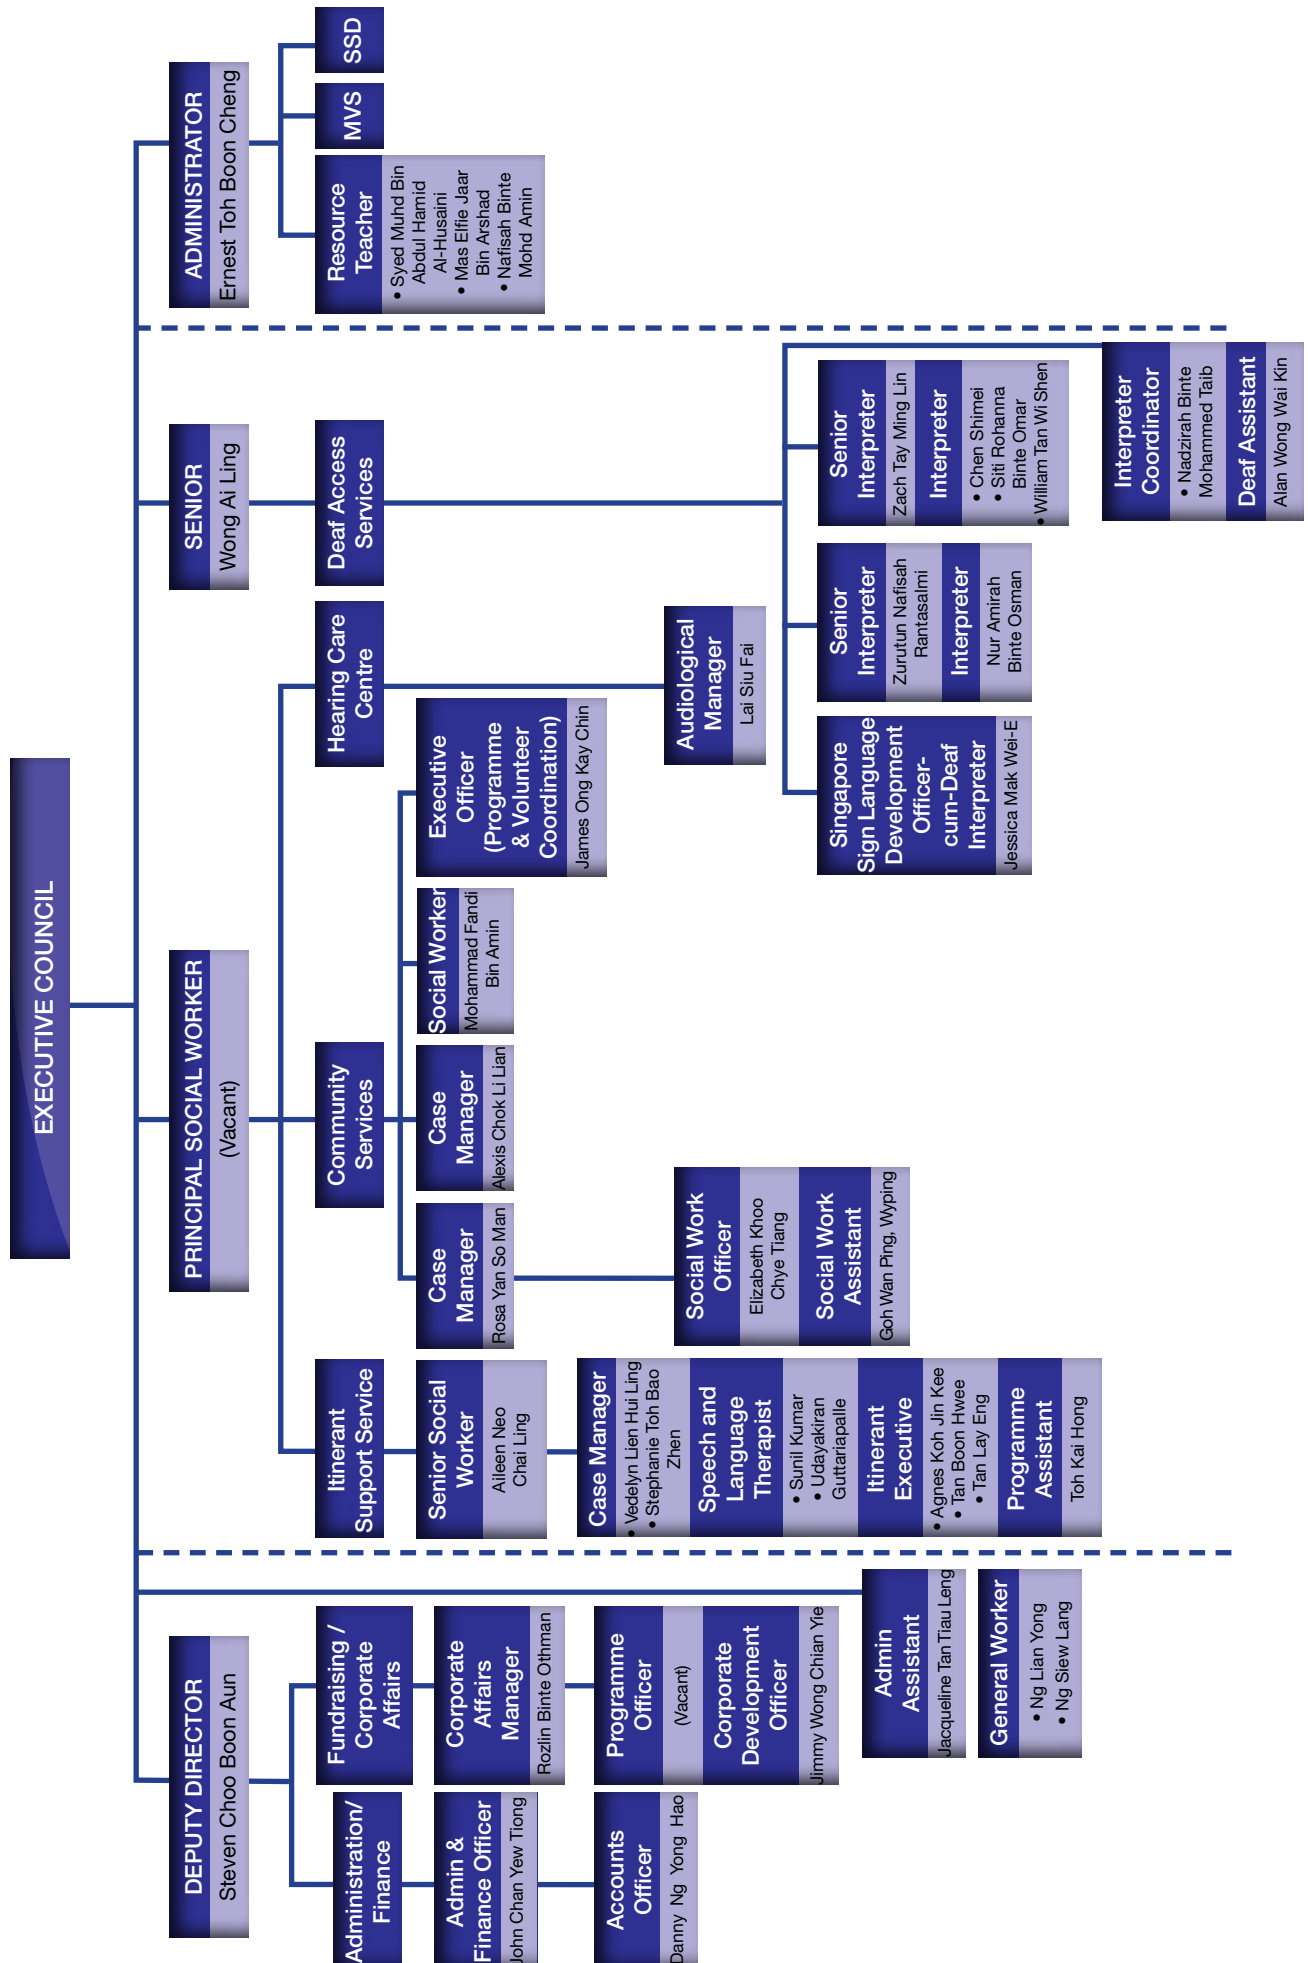 EXECUTIVE COUNCIL
DEPUTY DIRECTOR
Steven Choo Boon Aun
Administration/
Finance
Admin &
Finance Officer
John Chan Yew Tiong
Accounts
Officer
Danny Ng Yong Hao
Fundraising /
Corporate
Affairs
Corporate
Affairs
Manager
Rozlin Binte Othman
Programme
Officer
(Vacant)
Corporate
Development
Officer
Jimmy Wong Chian Yie
Admin
Assistant
Jacqueline Tan Tiau Leng
General Worker
• Ng Lian Yong
• Ng Siew Lang
PRINCIPAL SOCIAL WORKER
(Vacant)
Itinerant
Support Service
Senior Social
Worker
Aileen Neo
Chai Ling
Case Manager
• Vedelyn Lien Hui Ling
• Stephanie Toh Bao
Zhen
Speech and
Language
Therapist
• Sunil Kumar
• Udayakiran
Guttariapalle
Itinerant
Executive
• Agnes Koh Jin Kee
• Tan Boon Hwee
• Tan Lay Eng
Programme
Assistant
Toh Kai Hong
Community
Services
Case
Manager
Rosa Yan So Man
Social Work
Officer
Elizabeth Khoo
Chye Tiang
Social Work
Assistant
Goh Wan Ping, Wyping
Case
Manager
Alexis Chok Li Lian
Social Worker
Mohammad Fandi
Bin Amin
Executive
Officer
(Programme
& Volunteer
Coordination)
James Ong Kay Chin
Hearing Care
Centre
Audiological
Manager
Lai Siu Fai
SENIOR
Wong Ai Ling
Deaf Access
Services
Singapore
Sign Language
Development
Officer-
cum-Deaf
Interpreter
Jessica Mak Wei-E
Senior
Interpreter
Zurutun Nafisah
Rantasalmi
Interpreter
Nur Amirah
Binte Osman
Senior
Interpreter
Zach Tay Ming Lin
Interpreter
• Chen Shimei
• Siti Rohanna
Binte Omar
• William Tan Wi Shen
Interpreter
Coordinator
• Nadzirah Binte
Mohammed Taib
Deaf Assistant
Alan Wong Wai Kin
ADMINISTRATOR
Ernest Toh Boon Cheng
Resource
Teacher
• Syed Muhd Bin
Abdul Hamid
Al-Husaini
• Mas Elfie Jaar
Bin Arshad
• Nafisah Binte
Mohd Amin
MVS
SSD